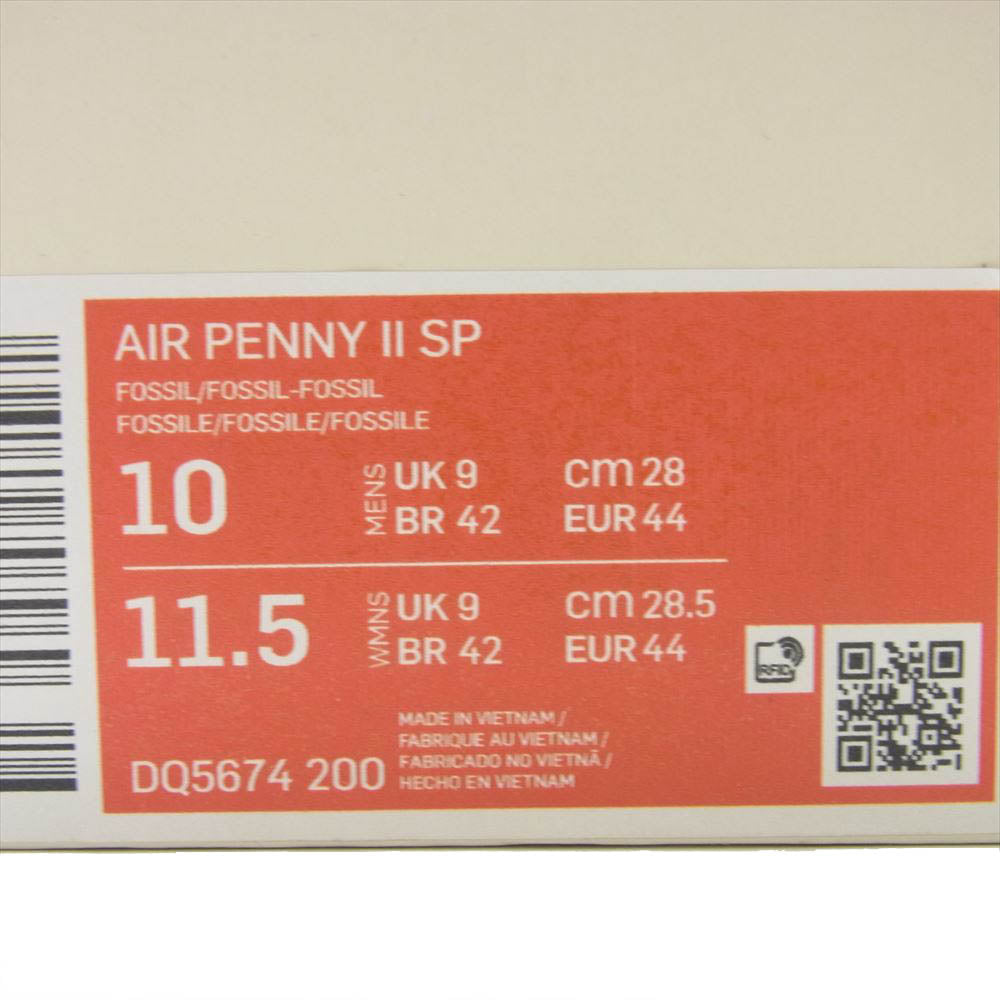 AIR PENNY II SP
FOSSIL/FOSSIL-FOSSIL
FOSSILE/FOSSILE/FOSSILE
10 MENS UK 9 cm 28
BR 42 EUR 44
11.5 WMNS UK 9 cm 28.5
BR 42 EUR 44
RFID
MADE IN VIETNAM /
FABRIQUE AU VIETNAM /
FABRICADO NO VIETNÃ /
HECHO EN VIETNAM
DQ5674 200